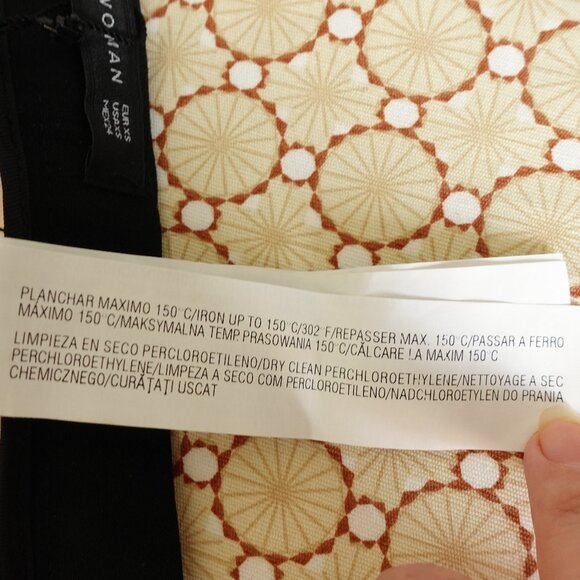 WOMAN
EUR XS
USA XS
MEX 24
PLANCHAR MAXIMO 150°C/IRON UP TO 150°C/302°F/REPASSER MAX. 150°C/PASSAR A FERRO
MÁXIMO 150°C/MAKSYMALNA TEMP PRASOWANIA 150°C/CĂLCARE LA MAXIM 150°C
LIMPIEZA EN SECO PERCLOROETILENO/DRY CLEAN PERCHLOROETHYLENE/NETTOYAGE A SEC
PERCHLOROETHYLENE/LIMPEZA A SECO COM PERCLOROETILENO/NADCHLOROETYLEN DO PRANIA
CHEMICZNEGO/CURĂŢAŢI USCAT